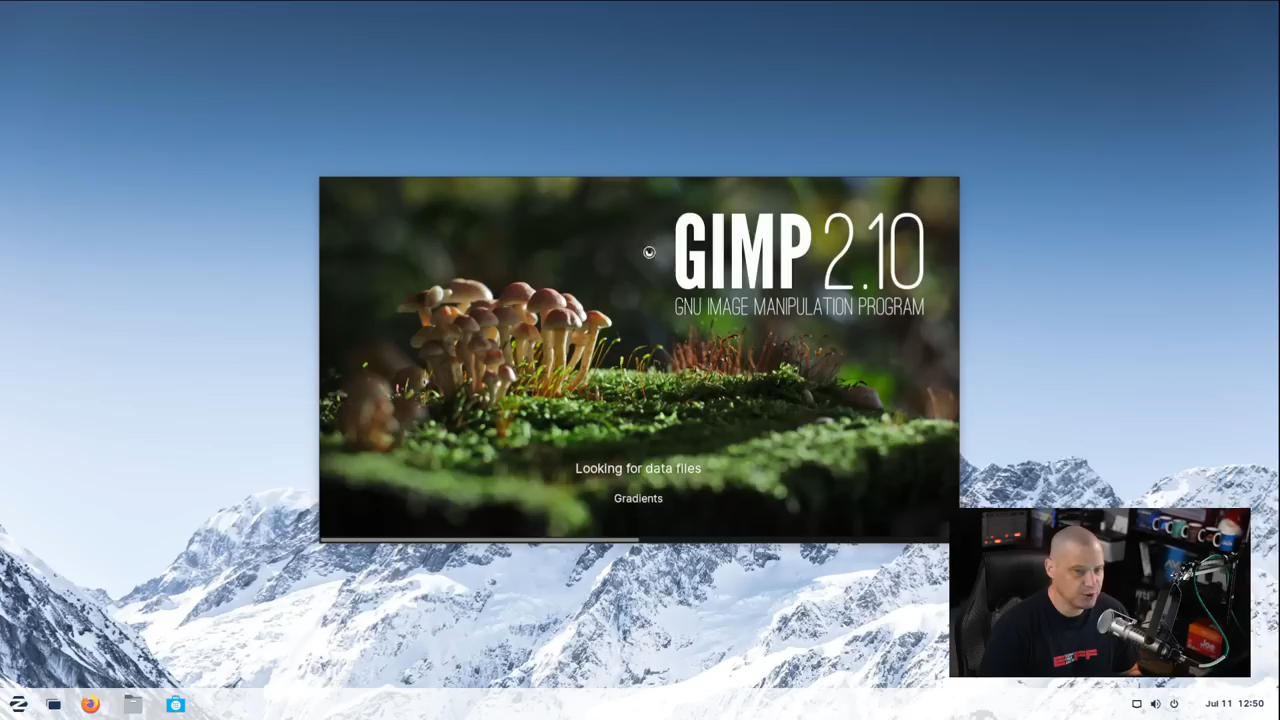 GIMP 2.10
GNU IMAGE MANIPULATION PROGRAM
Looking for data files
Gradients
Jul 11 12:50